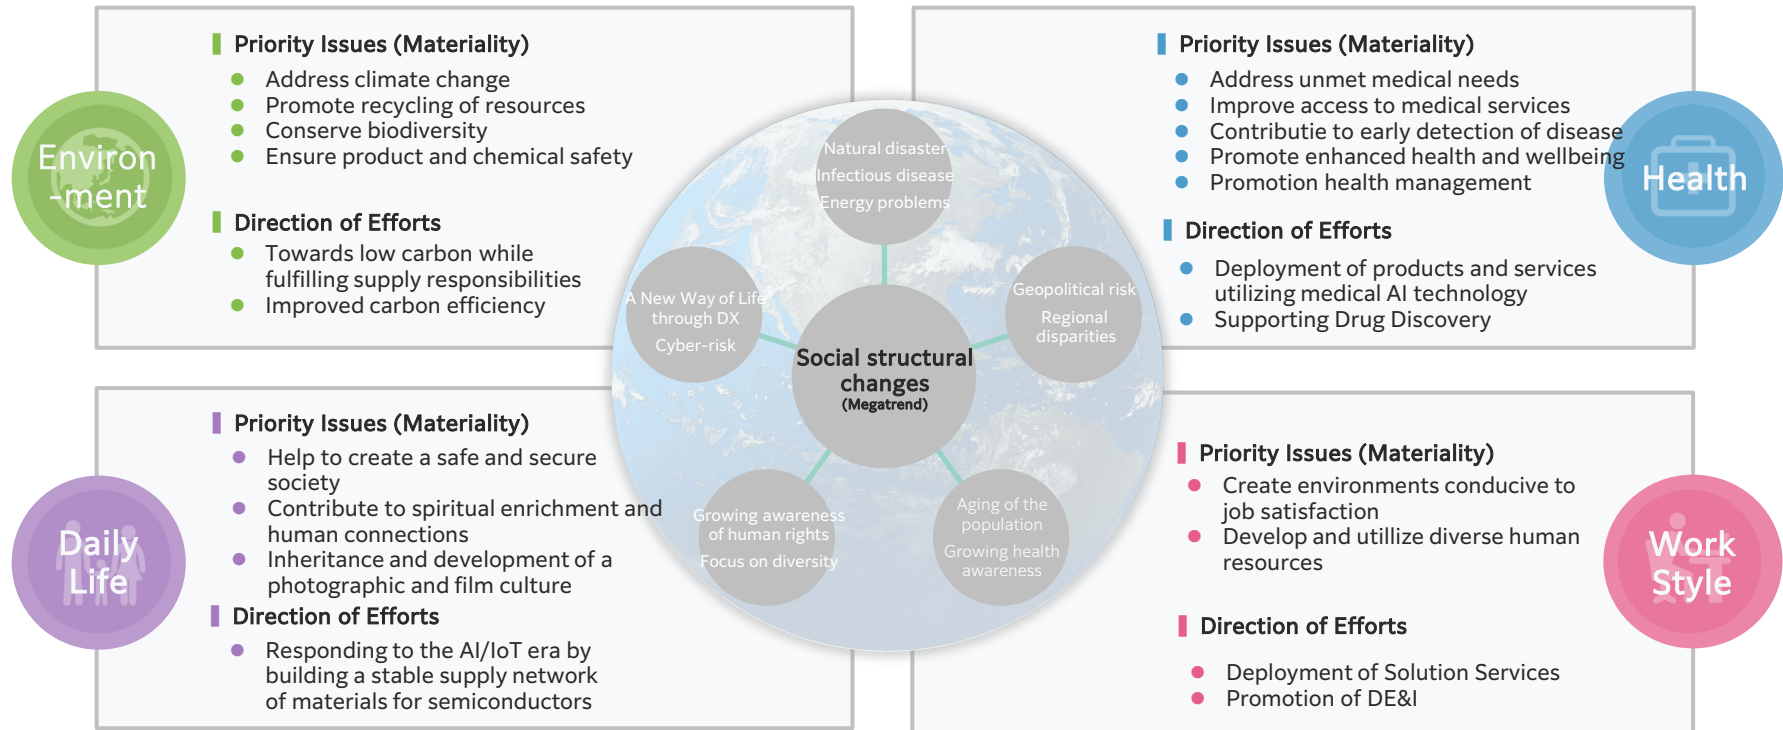 Environ
-ment
Priority Issues (Materiality)
Address climate change
Promote recycling of resources
Conserve biodiversity
Ensure product and chemical safety
Direction of Efforts
Towards low carbon while
fulfilling supply responsibilities
Improved carbon efficiency
Priority Issues (Materiality)
Address unmet medical needs
Improve access to medical services
Contributie to early detection of disease
Promote enhanced health and wellbeing
Promotion health management
Direction of Efforts
Deployment of products and services
utilizing medical AI technology
Supporting Drug Discovery
Health
Natural disaster
Infectious disease
Energy problems
A New Way of Life
through DX
Cyber-risk
Geopolitical risk
Regional
disparities
Social structural
changes
(Megatrend)
Growing awareness
of human rights
Focus on diversity
Aging of the
population
Growing health
awareness
Daily
Life
Priority Issues (Materiality)
Help to create a safe and secure
society
Contribute to spiritual enrichment and
human connections
Inheritance and development of a
photographic and film culture
Direction of Efforts
Responding to the AI/IoT era by
building a stable supply network
of materials for semiconductors
Priority Issues (Materiality)
Create environments conducive to
job satisfaction
Develop and utillize diverse human
resources
Direction of Efforts
Deployment of Solution Services
Promotion of DE&I
Work
Style